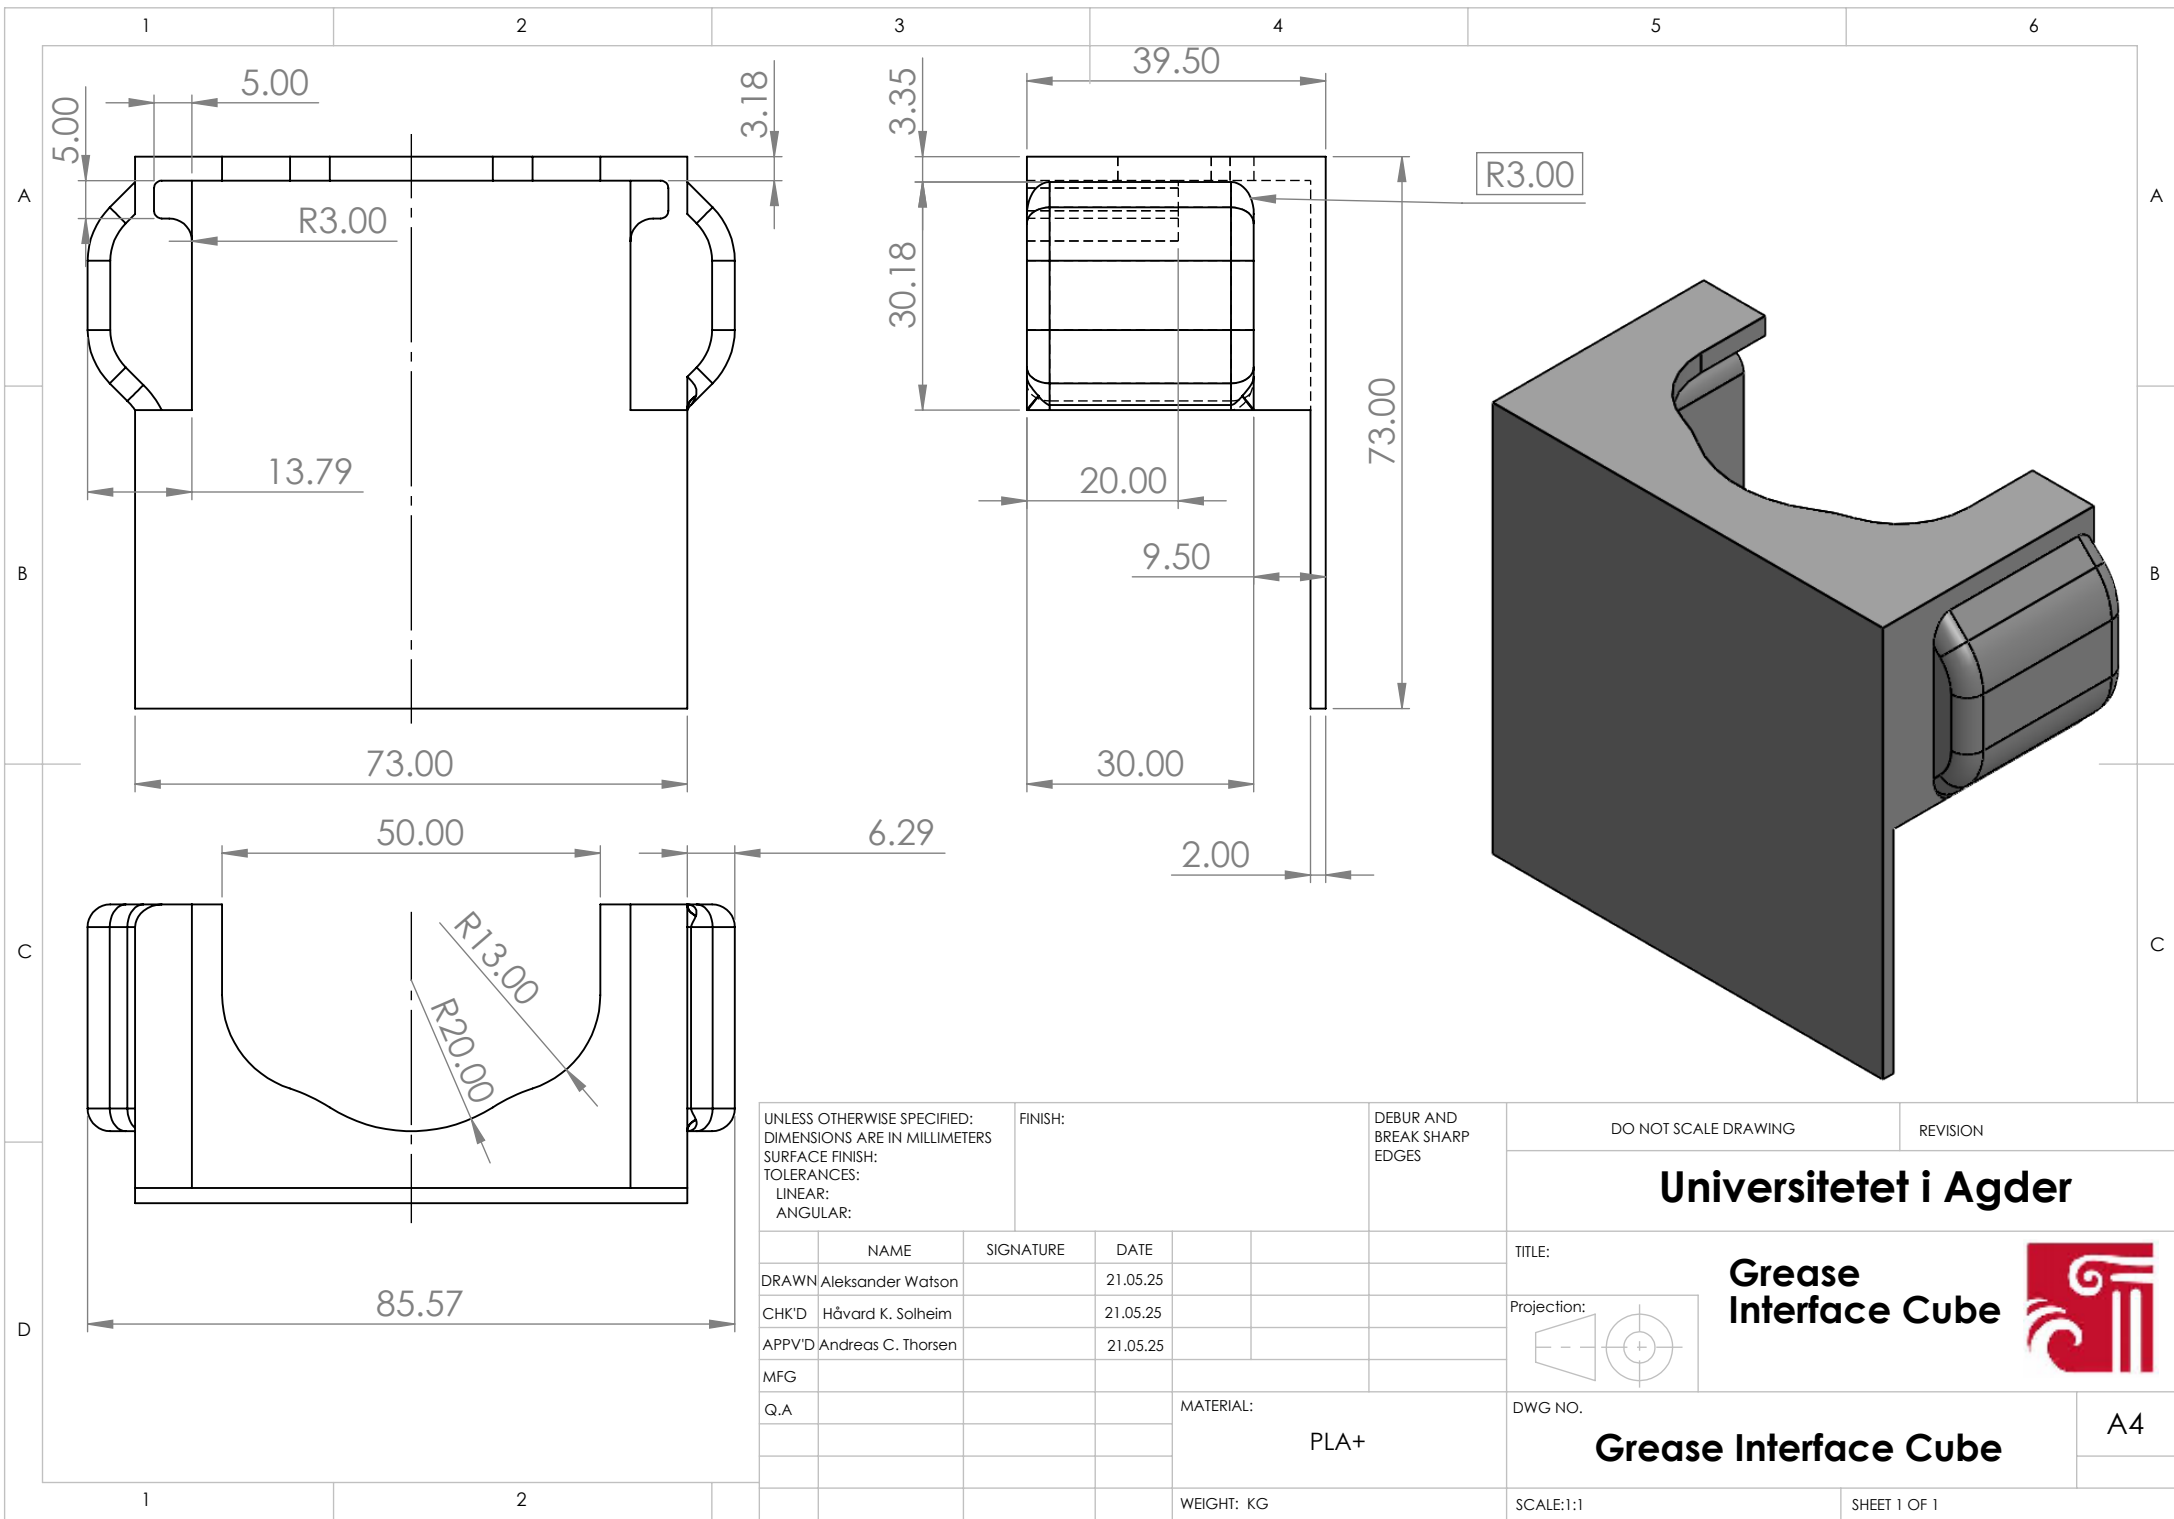 1 2 3 4 5 6
5.00
5.00
3.18
3.35
39.50
R3.00
R3.00
A
A
30.18
73.00
13.79
20.00
9.50
B
B
73.00
30.00
2.00
50.00
6.29
R13.00
R20.00
C
C
85.57
D
1 2
UNLESS OTHERWISE SPECIFIED:
DIMENSIONS ARE IN MILLIMETERS
SURFACE FINISH:
TOLERANCES:
LINEAR:
ANGULAR:
FINISH:
DEBUR AND
BREAK SHARP
EDGES
DO NOT SCALE DRAWING
REVISION
Universitetet i Agder
NAME SIGNATURE DATE
DRAWN Aleksander Watson 21.05.25
CHK'D Håvard K. Solheim 21.05.25
APPV'D Andreas C. Thorsen 21.05.25
MFG
Q.A
TITLE:
Grease
Interface Cube
Projection:
MATERIAL:
PLA+
DWG NO.
Grease Interface Cube
A4
WEIGHT: KG
SCALE:1:1
SHEET 1 OF 1